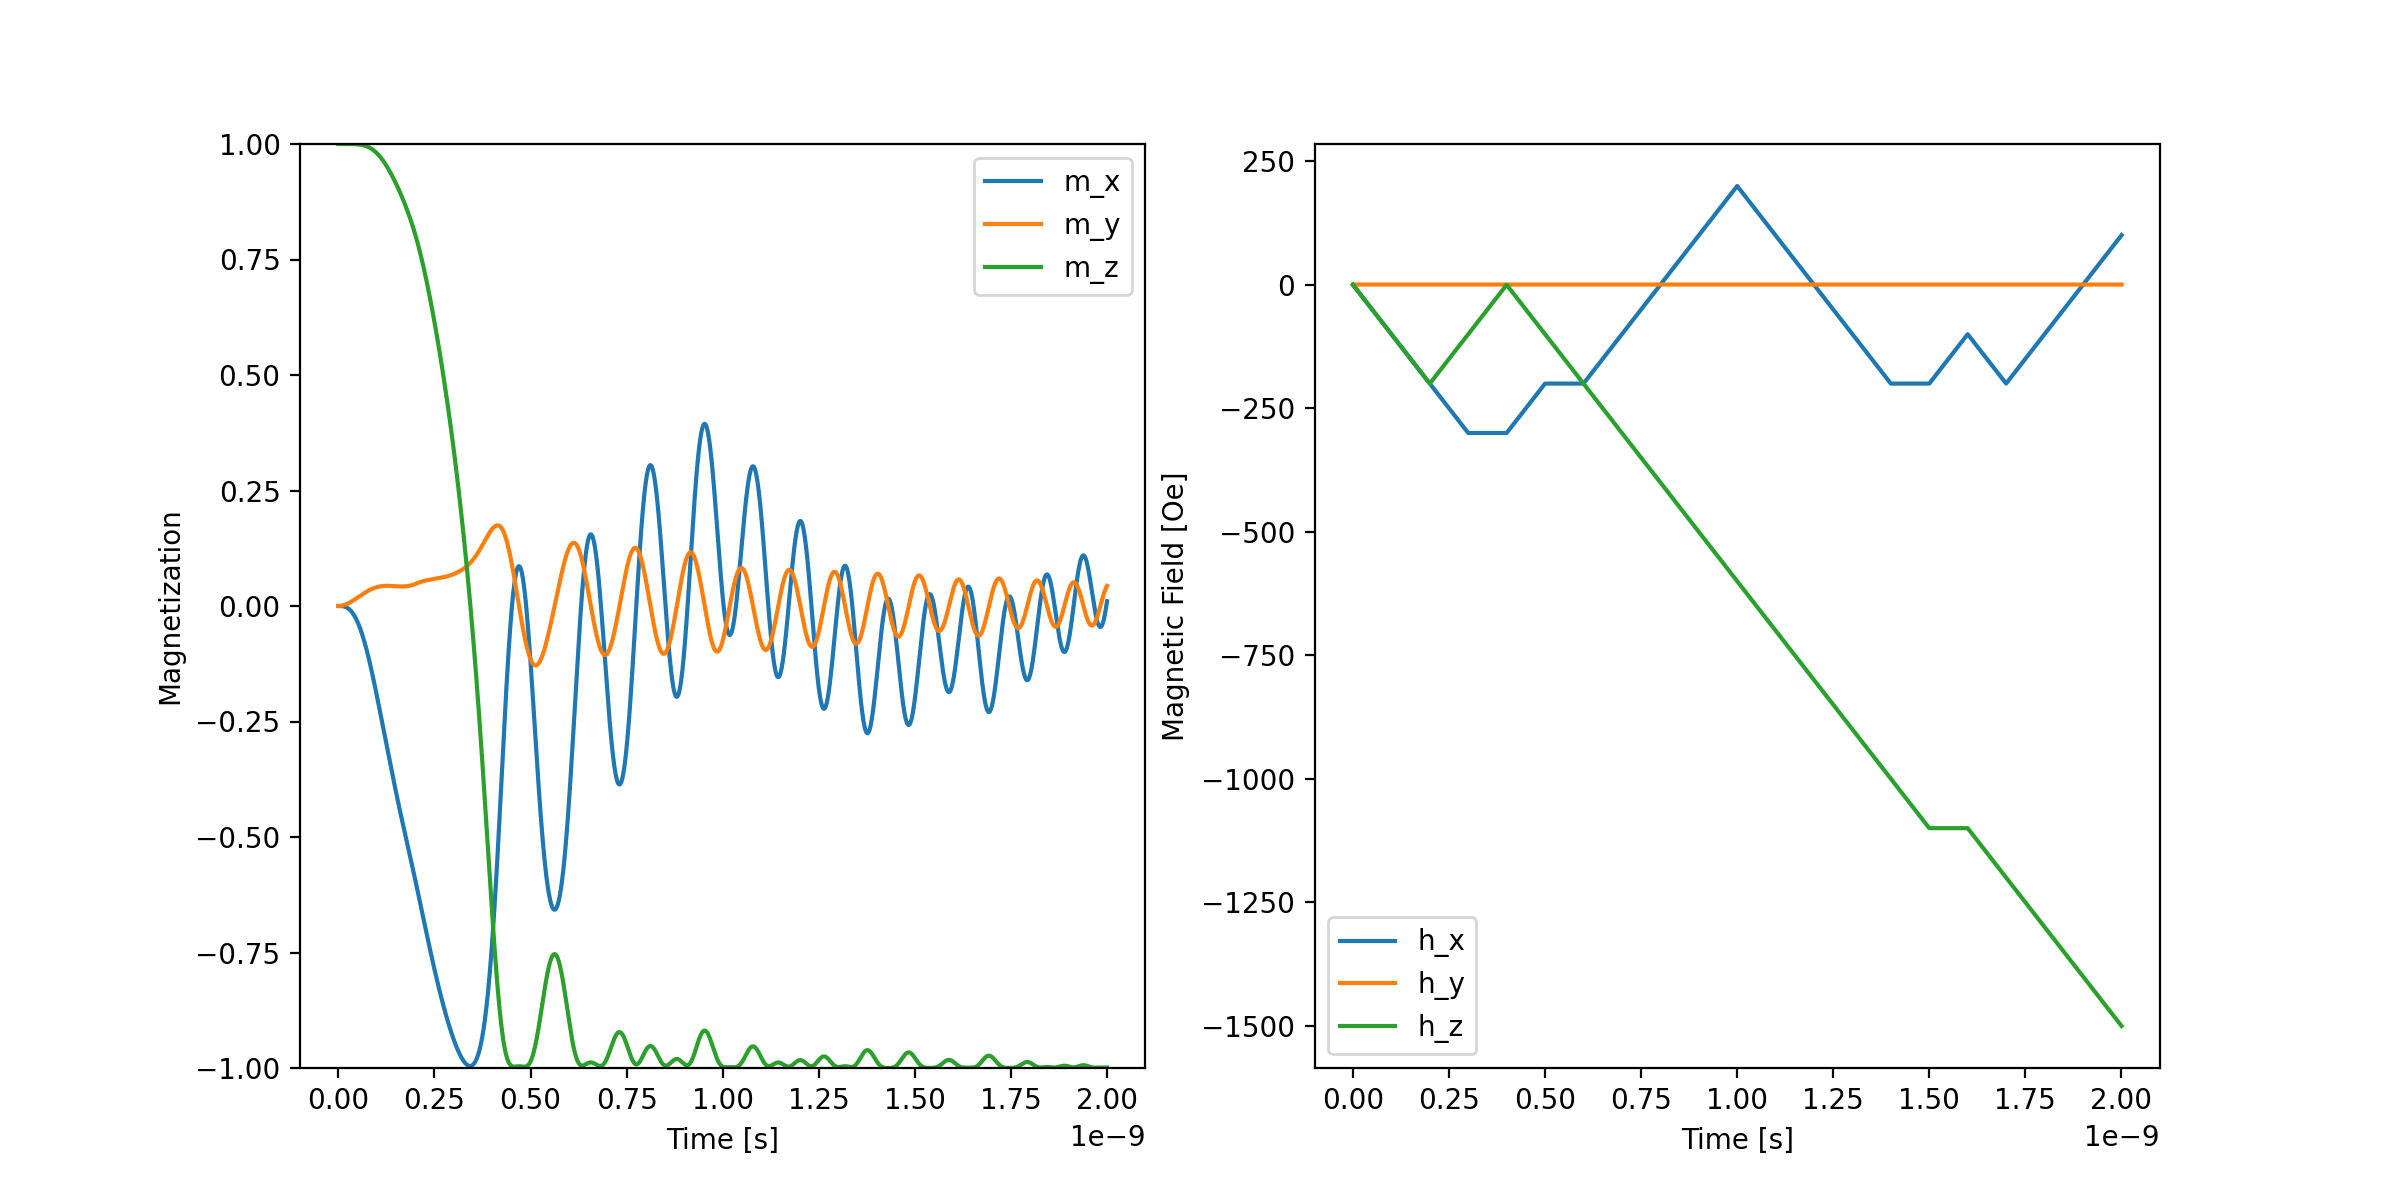 1.00
0.75
0.50
0.25
0.00
−0.25
−0.50
−0.75
−1.00
Magnetization
0.00 0.25 0.50 0.75 1.00 1.25 1.50 1.75 2.00
Time [s]
1e−9
m_x
m_y
m_z
250
0
−250
−500
−750
−1000
−1250
−1500
Magnetic Field [Oe]
0.00 0.25 0.50 0.75 1.00 1.25 1.50 1.75 2.00
Time [s]
1e−9
h_x
h_y
h_z